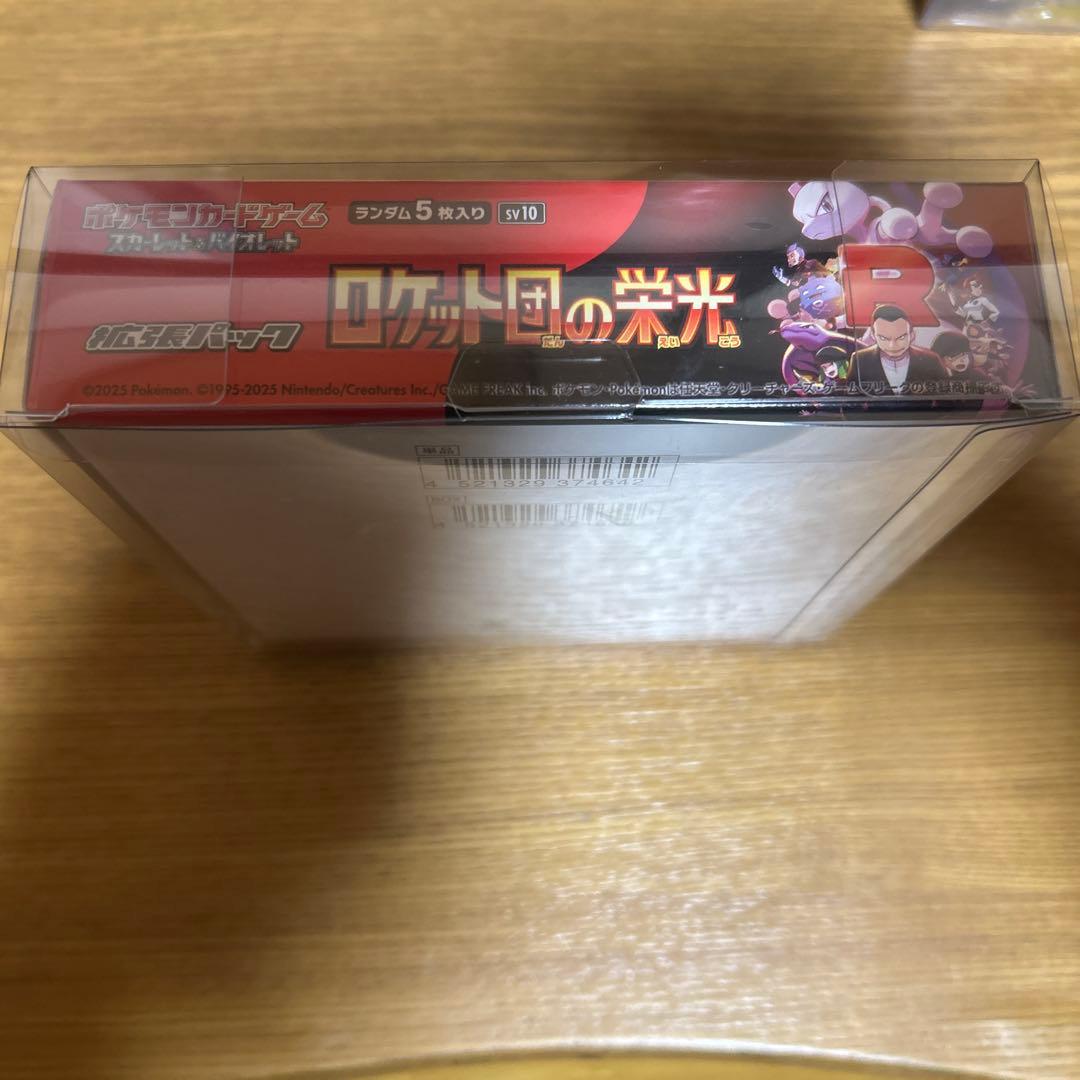 ポケモンカードゲーム
スカーレット&バイオレット
ランダム5枚入り SV10
拡張パック
ロケット団の栄光
だん えい こう
R
©2025 Pokémon. ©1995-2025 Nintendo/Creatures Inc./GAME FREAK inc. ポケモン・Pokémonは任天堂・クリーチャーズ・ゲームフリークの登録商標です
単品
4 521329 374642
BOX